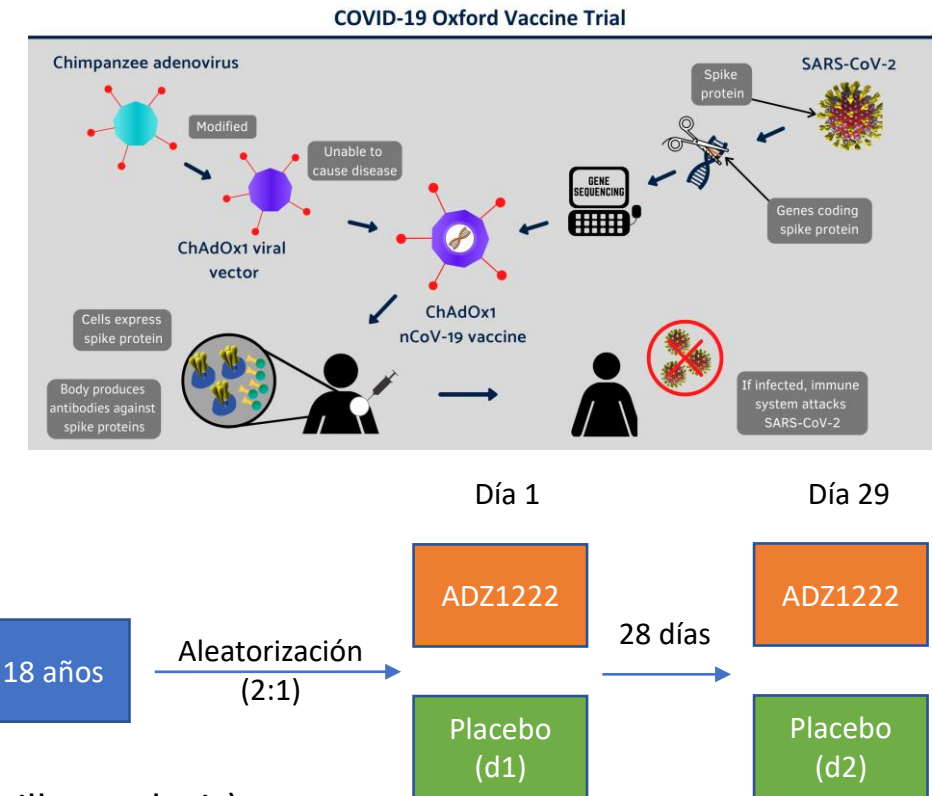 COVID-19 Oxford Vaccine Trial
Chimpanzee adenovirus
Modified
Unable to
cause disease
ChAdOx1 viral
vector
SARS-CoV-2
Spike
protein
GENE
SEQUENCING
Genes coding
spike protein
ChAdOx1
nCoV-19 vaccine
Cells express
spike protein
Body produces
antibodies against
spike proteins
If infected, immune
system attacks
SARS-CoV-2
Día 1
Día 29
18 años
Aleatorización
(2:1)
ADZ1222
28 días
ADZ1222
Placebo
(d1)
Placebo
(d2)